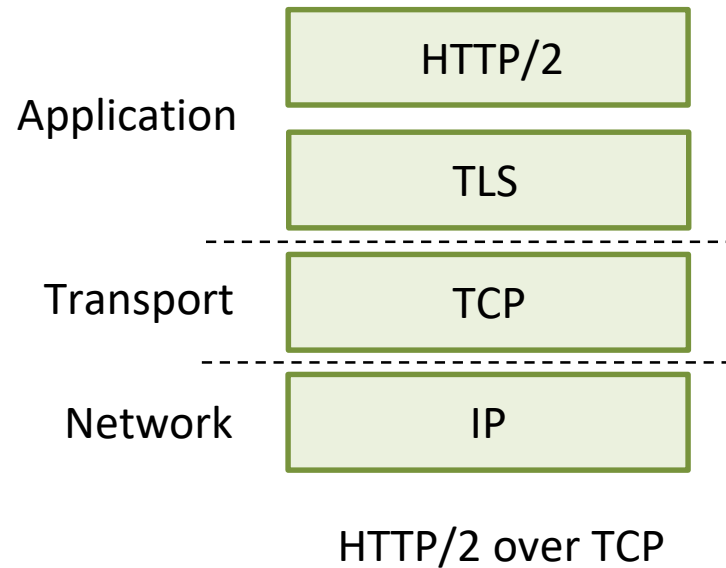 HTTP/2
Application
TLS
Transport
TCP
Network
IP
HTTP/2 over TCP